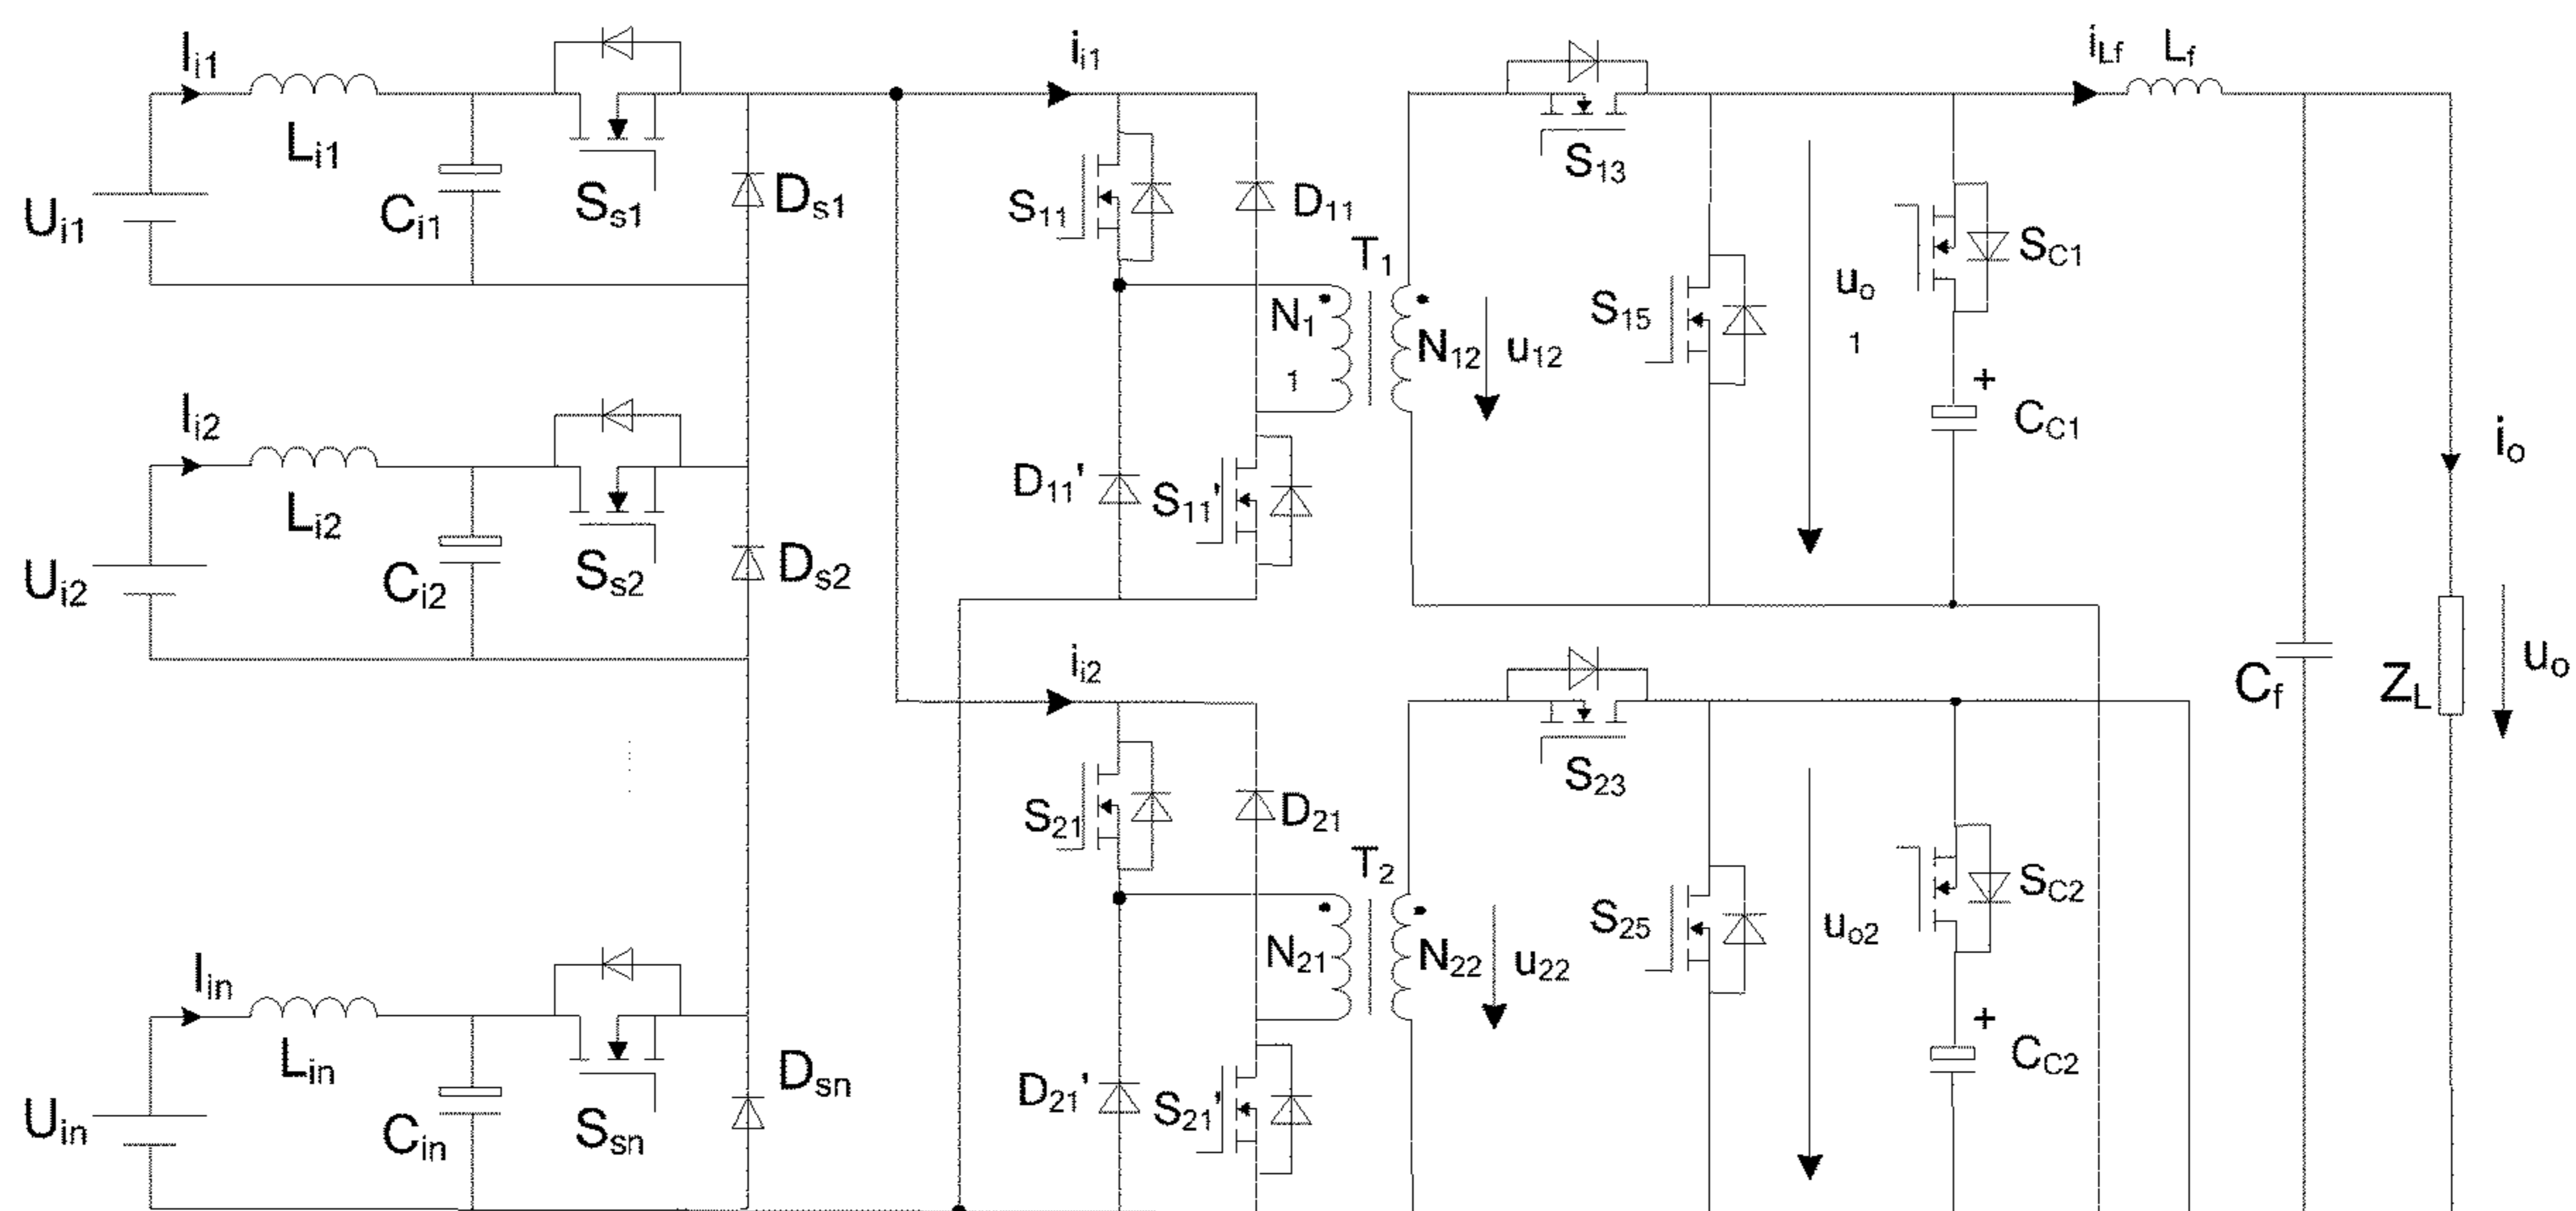 I_i1
L_i1
U_i1
C_i1
S_s1
D_s1
I_i2
L_i2
U_i2
C_i2
S_s2
D_s2
......
I_in
L_in
U_in
C_in
S_sn
D_sn
i_i1
S_11
D_11
T_1
N_1
1
N_12
u_12
D_11'
S_11'
S_13
S_15
u_o
1
S_C1
+
C_C1
i_Lf
L_f
i_o
C_f
Z_L
u_o
i_i2
S_21
D_21
T_2
N_21
N_22
u_22
D_21'
S_21'
S_23
S_25
u_o2
S_C2
+
C_C2